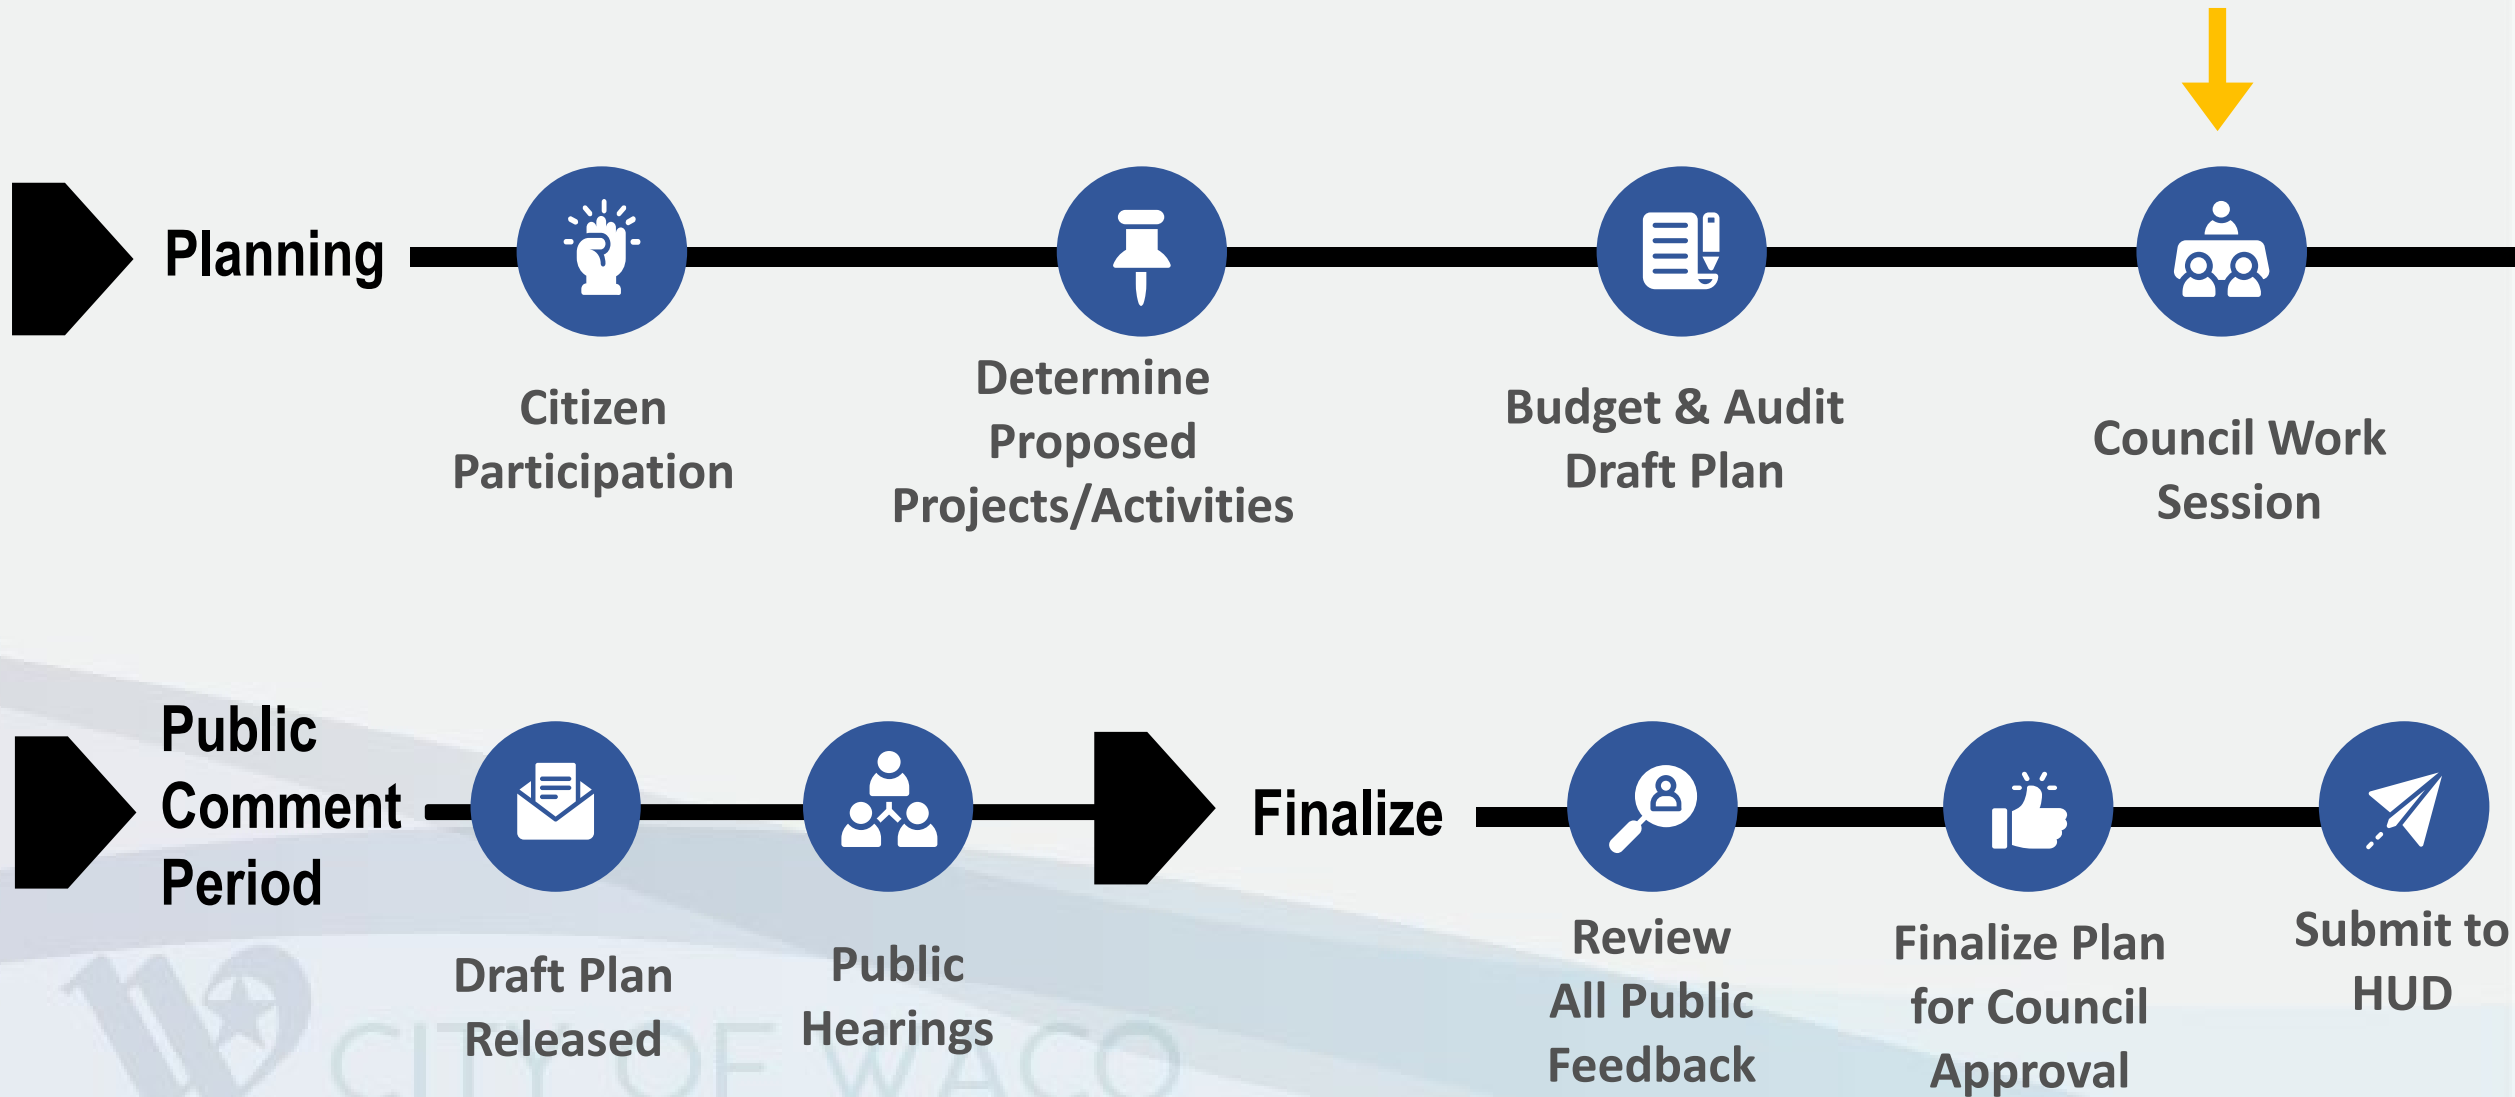 Planning
Citizen
Participation
Determine
Proposed
Projects/Activities
Budget & Audit
Draft Plan
Council Work
Session
Public
Comment
Period
Draft Plan
Released
Public
Hearings
Finalize
Review
All Public
Feedback
Finalize Plan
for Council
Approval
Submit to
HUD
CITY OF WACO